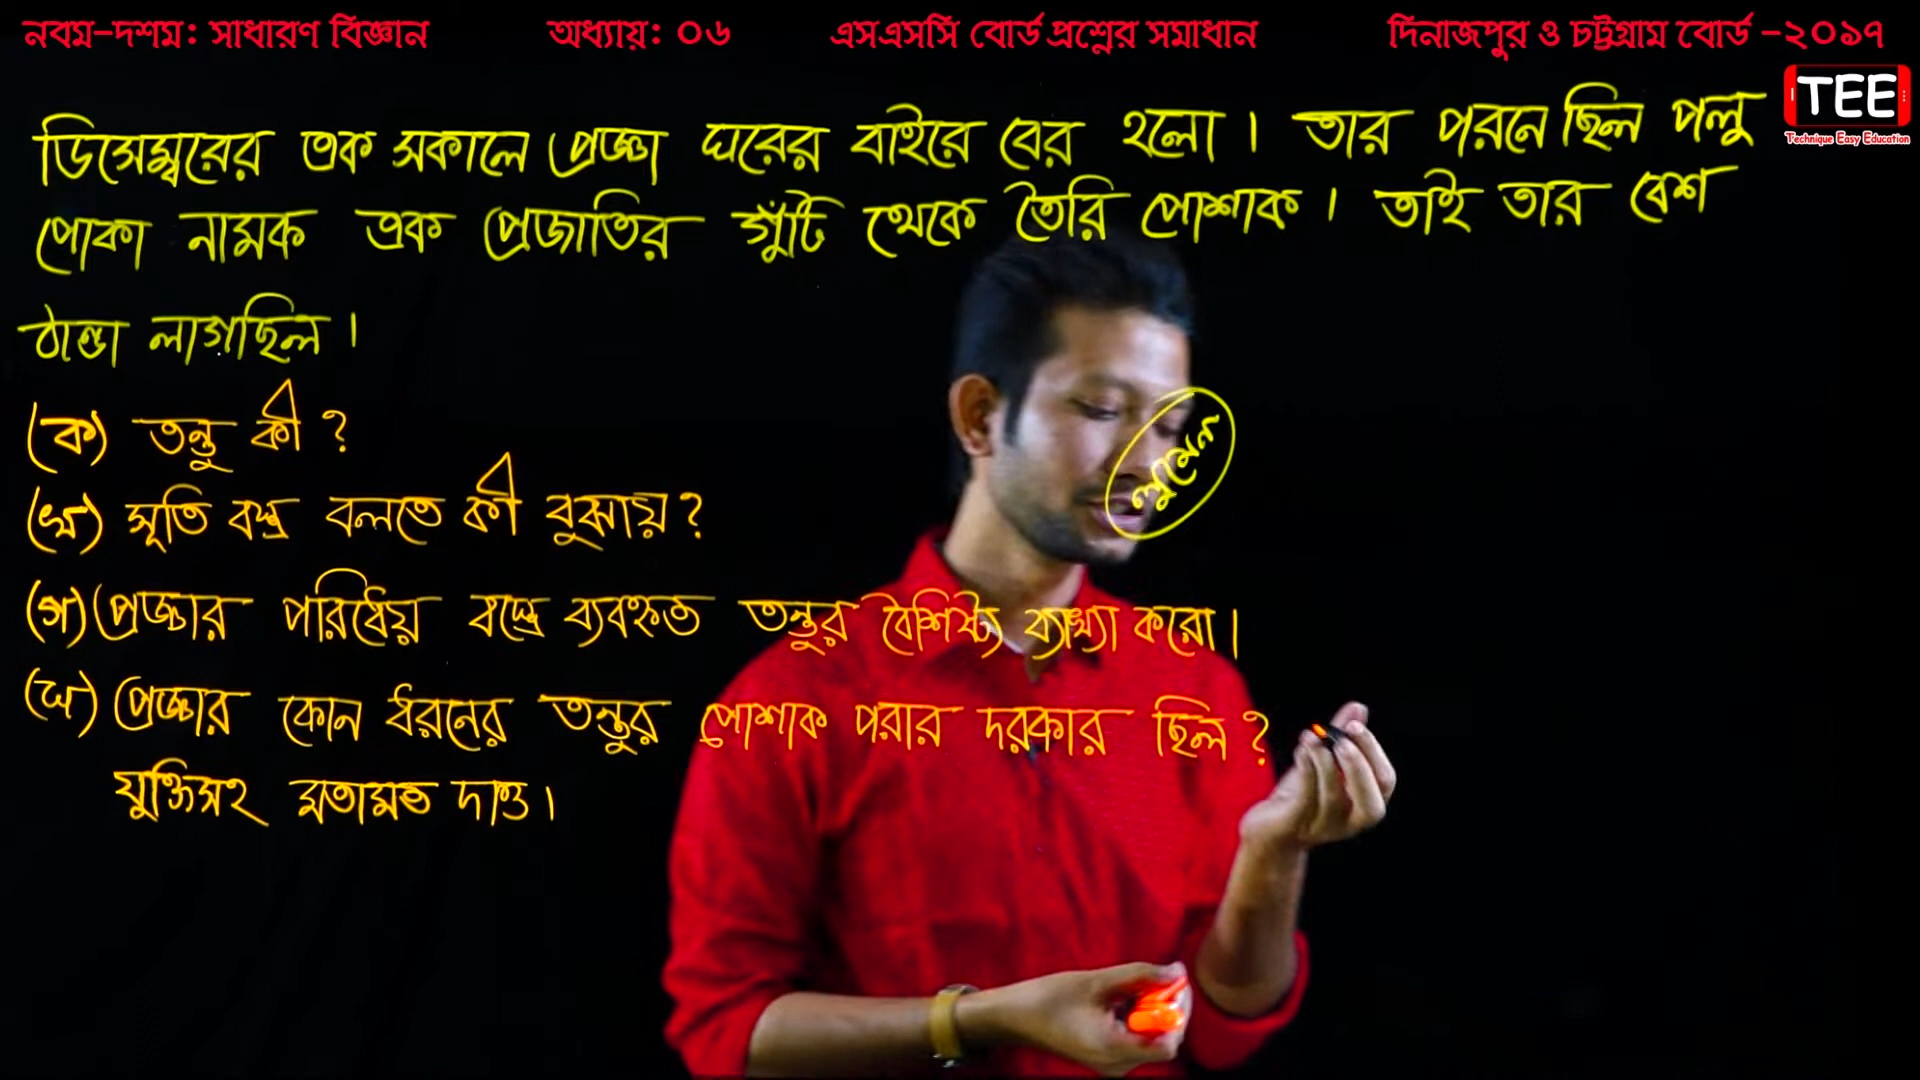 নবম-দশম: সাধারণ বিজ্ঞান অধ্যায়: ০৬ এসএসসি বোর্ড প্রশ্নের সমাধান দিনাজপুর ও চট্টগ্রাম বোর্ড -২০১৭
TEE
Technique Easy Education
ডিসেম্বরের এক সকালে প্রজ্ঞা ঘরের বাইরে বের হলো। তার পরনে ছিল পলু
পোকা নামক এক প্রজাতির গুঁটি থেকে তৈরি পোশাক। তাই তার বেশ
ঠান্ডা লাগছিল।
লুমেন
(ক) তন্তু কী?
(খ) সূতি বস্ত্র বলতে কী বুঝায়?
(গ) প্রজ্ঞার পরিধেয় বস্ত্রে ব্যবহৃত তন্তুর বৈশিষ্ট্য ব্যাখ্যা করো।
(ঘ) প্রজ্ঞার কোন ধরনের তন্তুর পোশাক পরার দরকার ছিল?
যুক্তিসহ মতামত দাও।